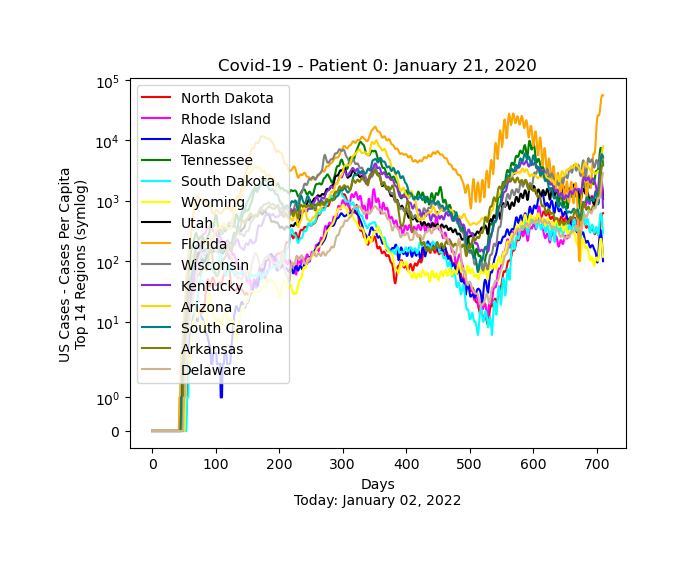 Covid-19 - Patient 0: January 21, 2020
US Cases - Cases Per Capita
Top 14 Regions (symlog)
10^5
10^4
10^3
10^2
10^1
10^0
0
North Dakota
Rhode Island
Alaska
Tennessee
South Dakota
Wyoming
Utah
Florida
Wisconsin
Kentucky
Arizona
South Carolina
Arkansas
Delaware
0 100 200 300 400 500 600 700
Days
Today: January 02, 2022